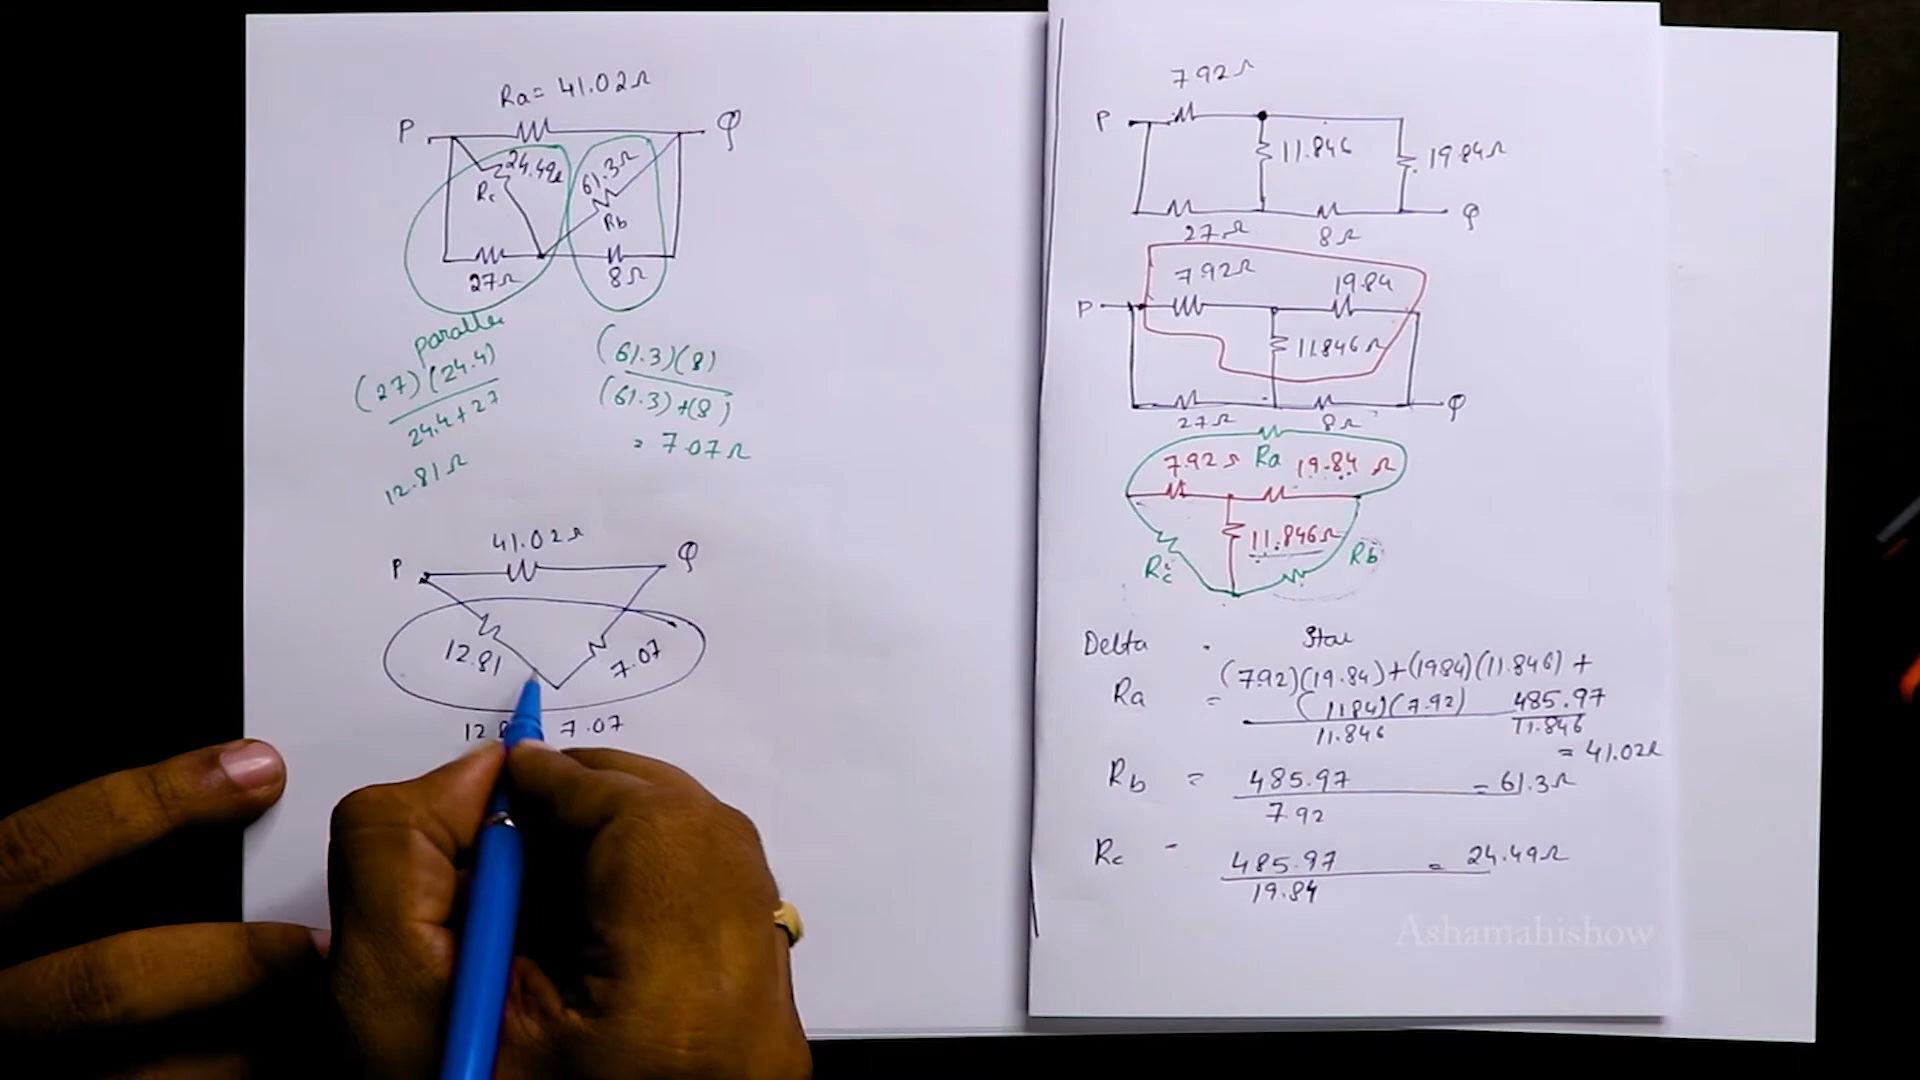 Ra= 41.02Ω
P
Q
24.49Ω
Rc
61.3Ω
Rb
27Ω
8Ω
(27)(24.4)
24.4+27
12.81Ω
(61.3)(8)
(61.3)+(8)
= 7.07Ω
41.02Ω
P
Q
12.81
7.07
7.07
7.92Ω
P
11.846
19.84Ω
27Ω
8Ω
Q
7.92Ω
19.84
P
11.846Ω
27Ω
8Ω
Q
Ra
7.92Ω
19.84 Ω
11.846Ω
Rc
Rb
Delta
Star
Ra = (7.92)(19.84)+(19.84)(11.846)+
(11.84)(7.92)
11.846
485.97
11.846
= 41.02Ω
Rb = 485.97 = 61.3Ω
7.92
Rc - 485.97 = 24.49Ω
19.84
Ashamahishow